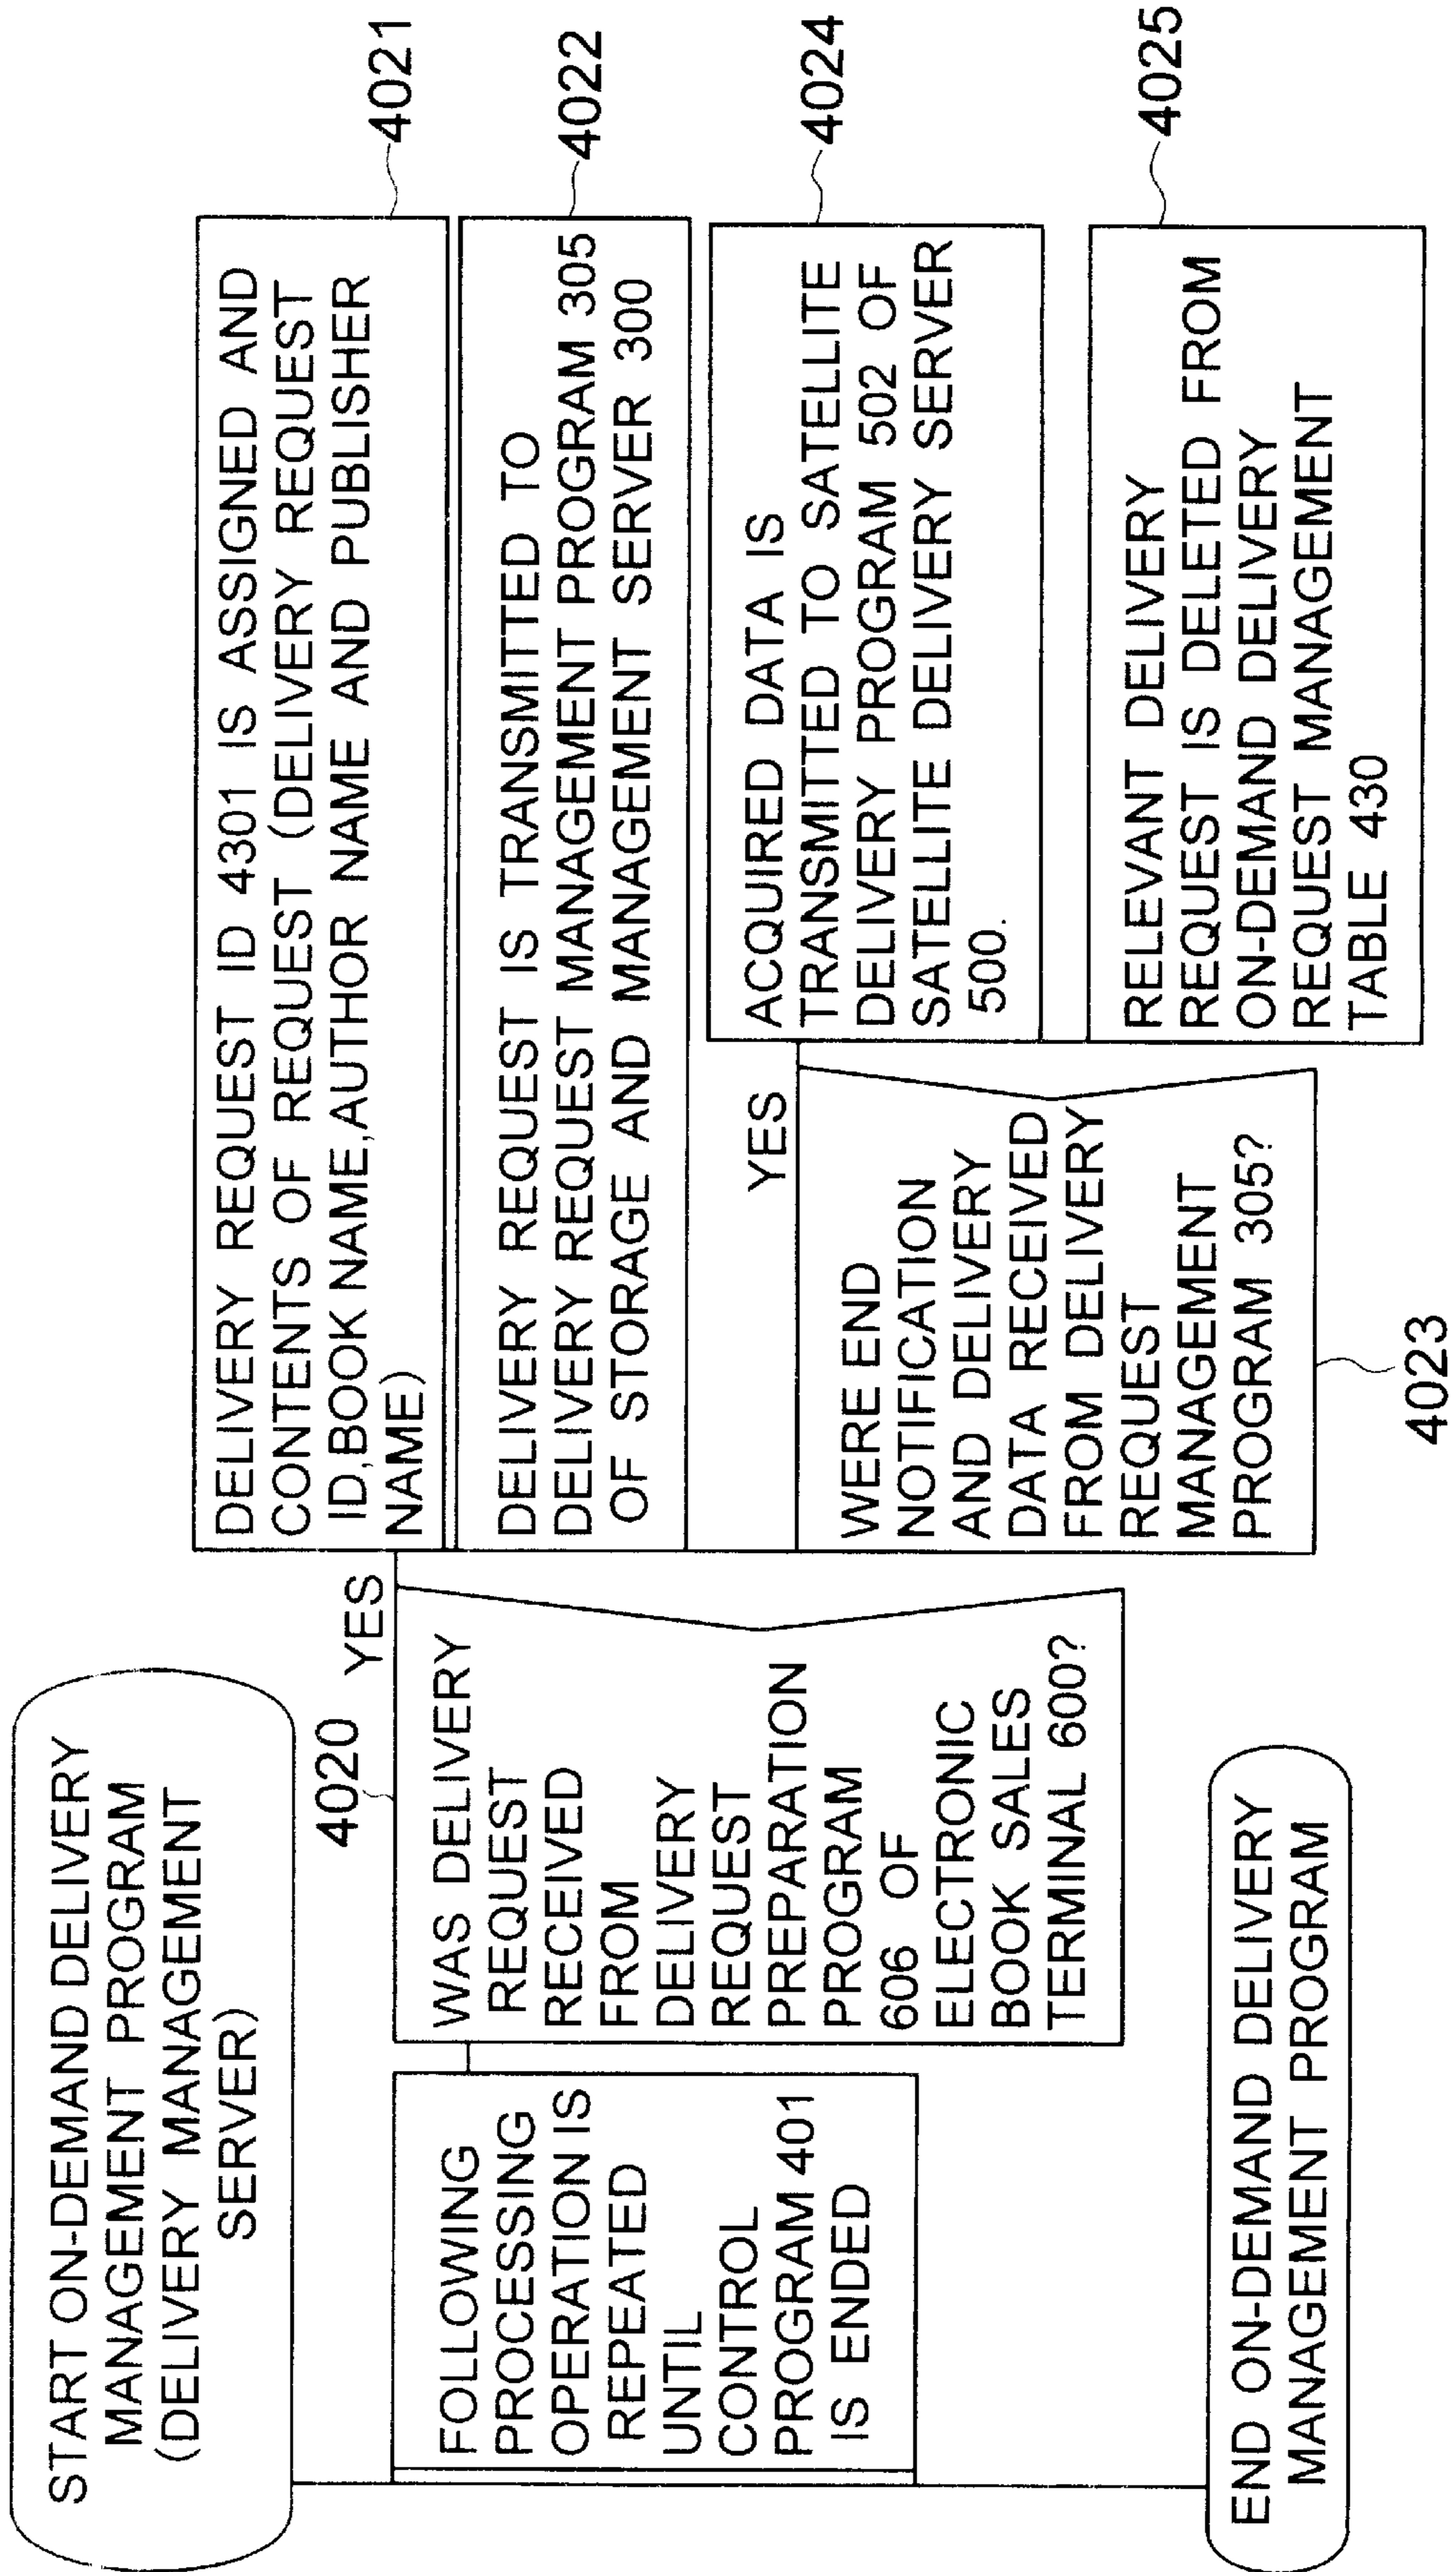 START ON-DEMAND DELIVERY
MANAGEMENT PROGRAM
(DELIVERY MANAGEMENT
SERVER)
FOLLOWING
PROCESSING
OPERATION IS
REPEATED
UNTIL
CONTROL
PROGRAM 401
IS ENDED
4020
YES
WAS DELIVERY
REQUEST
RECEIVED
FROM
DELIVERY
REQUEST
PREPARATION
PROGRAM
606 OF
ELECTRONIC
BOOK SALES
TERMINAL 600?
DELIVERY REQUEST ID 4301 IS ASSIGNED AND
CONTENTS OF REQUEST (DELIVERY REQUEST
ID,BOOK NAME,AUTHOR NAME AND PUBLISHER
NAME)
4021
DELIVERY REQUEST IS TRANSMITTED TO
DELIVERY REQUEST MANAGEMENT PROGRAM 305
OF STORAGE AND MANAGEMENT SERVER 300
4022
YES
WERE END
NOTIFICATION
AND DELIVERY
DATA RECEIVED
FROM DELIVERY
REQUEST
MANAGEMENT
PROGRAM 305?
4023
ACQUIRED DATA IS
TRANSMITTED TO SATELLITE
DELIVERY PROGRAM 502 OF
SATELLITE DELIVERY SERVER
500.
4024
RELEVANT DELIVERY
REQUEST IS DELETED FROM
ON-DEMAND DELIVERY
REQUEST MANAGEMENT
TABLE 430
4025
END ON-DEMAND DELIVERY
MANAGEMENT PROGRAM